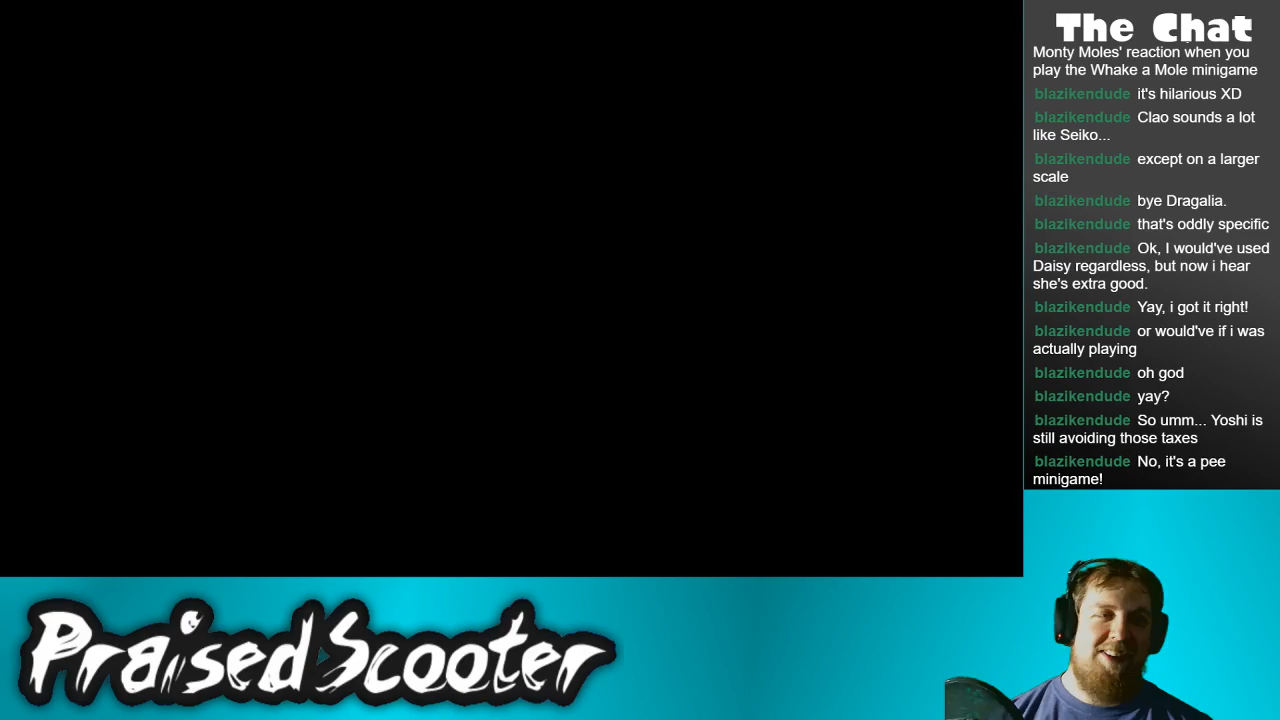 The Chat
Monty Moles' reaction when you
play the Whake a Mole minigame
blazikendude it's hilarious XD
blazikendude Clao sounds a lot
like Seiko...
blazikendude except on a larger
scale
blazikendude bye Dragalia.
blazikendude that's oddly specific
blazikendude Ok, I would've used
Daisy regardless, but now i hear
she's extra good.
blazikendude Yay, i got it right!
blazikendude or would've if i was
actually playing
blazikendude oh god
blazikendude yay?
blazikendude So umm... Yoshi is
still avoiding those taxes
blazikendude No, it's a pee
minigame!
PraisedScooter